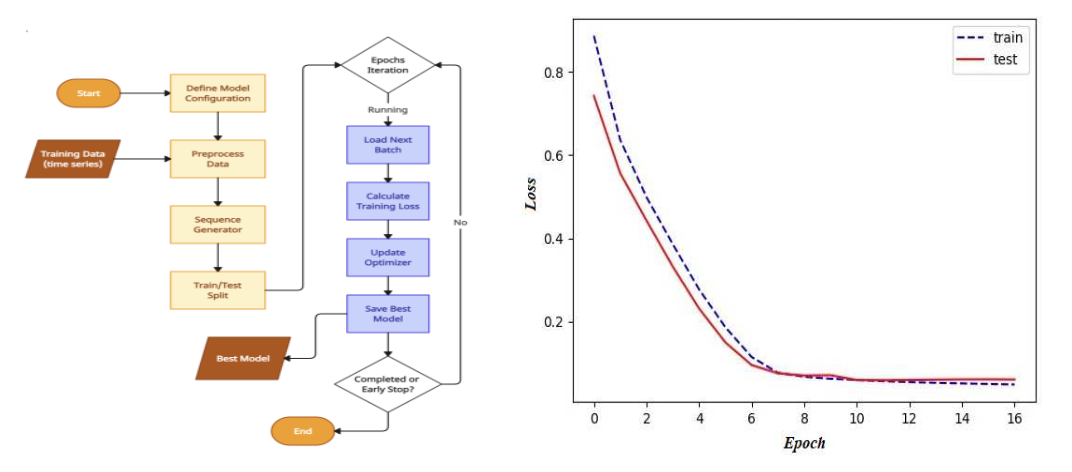 Start
Define Model
Configuration
Training Data
(time series)
Preprocess
Data
Sequence
Generator
Train/Test
Split
Epochs
Iteration
Running
Load Next
Batch
Calculate
Training Loss
Update
Optimizer
Save Best
Model
Best Model
Completed or
Early Stop?
No
End
train
test
Loss
0.8
0.6
0.4
0.2
0 2 4 6 8 10 12 14 16
Epoch